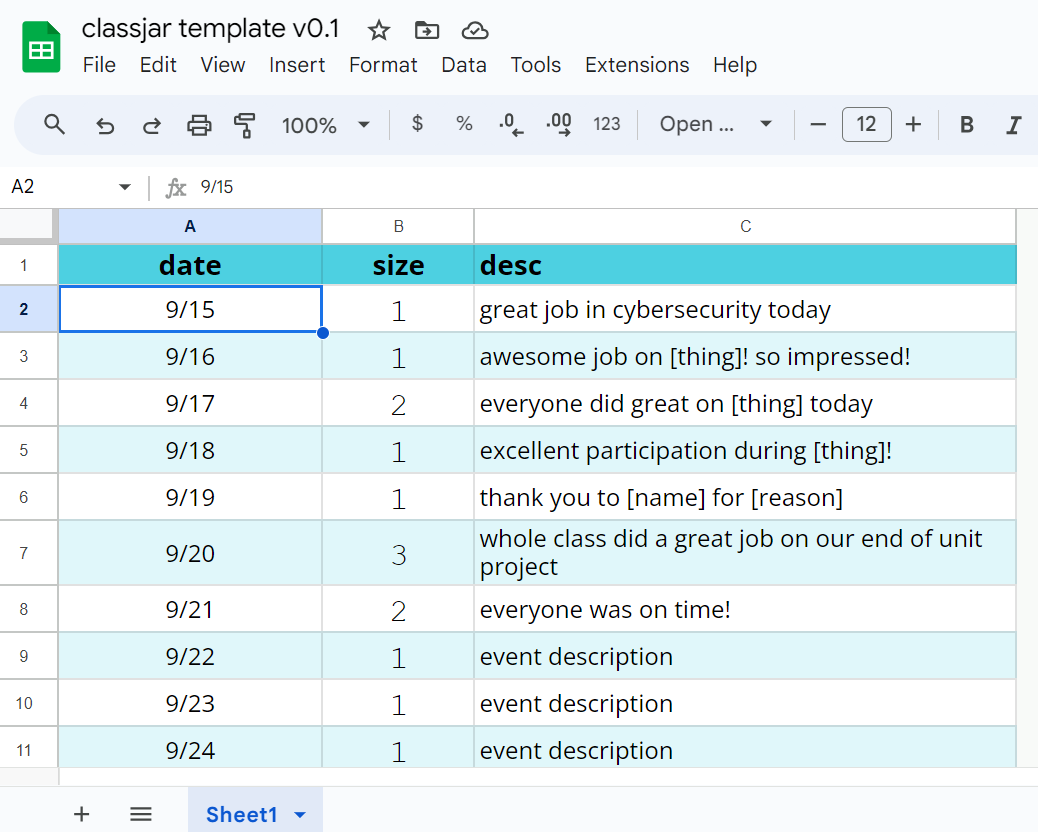 classjar template v0.1
File Edit View Insert Format Data Tools Extensions Help
100% $ % .0 .00 123 Open ... 12 B I
A2 fx 9/15
A B C
1 date size desc
2 9/15 1 great job in cybersecurity today
3 9/16 1 awesome job on [thing]! so impressed!
4 9/17 2 everyone did great on [thing] today
5 9/18 1 excellent participation during [thing]!
6 9/19 1 thank you to [name] for [reason]
7 9/20 3 whole class did a great job on our end of unit
project
8 9/21 2 everyone was on time!
9 9/22 1 event description
10 9/23 1 event description
11 9/24 1 event description
Sheet1